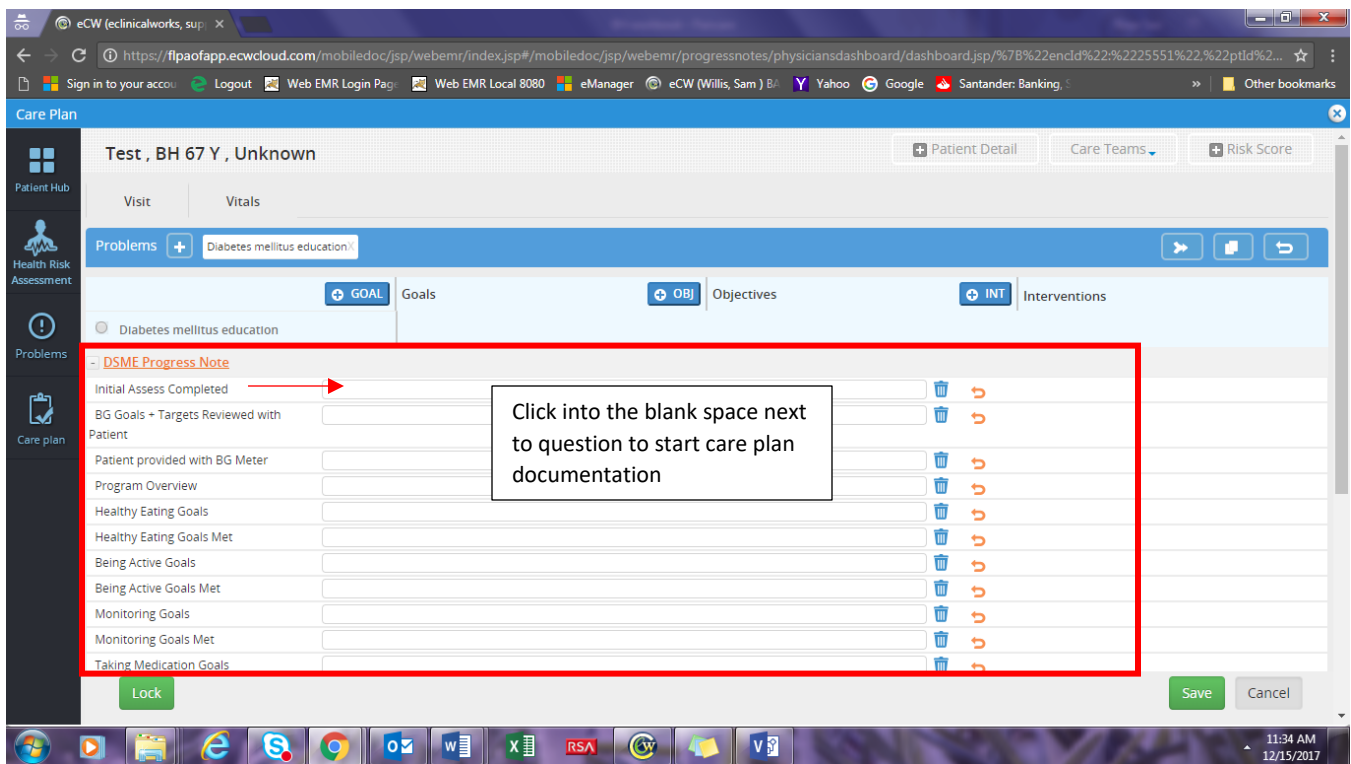 eCW (eclinicalworks, sup
https://flpaofapp.ecwcloud.com/mobiledoc/jsp/webemr/index.jsp#/mobiledoc/jsp/webemr/progressnotes/physiciansdashboard/dashboard.jsp/%7B%22encId%22:%2225551%22,%22ptId%2...
Sign in to your accou Logout Web EMR Login Page Web EMR Local 8080 eManager eCW (Willis, Sam ) BA Yahoo Google Santander: Banking, S » Other bookmarks
Care Plan
Test , BH 67 Y , Unknown
Patient Detail Care Teams Risk Score
Patient Hub
Visit Vitals
Health Risk
Assessment
Problems Diabetes mellitus educationX
GOAL Goals OBJ Objectives INT Interventions
Diabetes mellitus education
Problems
- DSME Progress Note
Initial Assess Completed
BG Goals + Targets Reviewed with
Patient
Care plan
Patient provided with BG Meter
Program Overview
Healthy Eating Goals
Healthy Eating Goals Met
Being Active Goals
Being Active Goals Met
Monitoring Goals
Monitoring Goals Met
Taking Medication Goals
Click into the blank space next
to question to start care plan
documentation
Lock Save Cancel
RSA
11:34 AM
12/15/2017